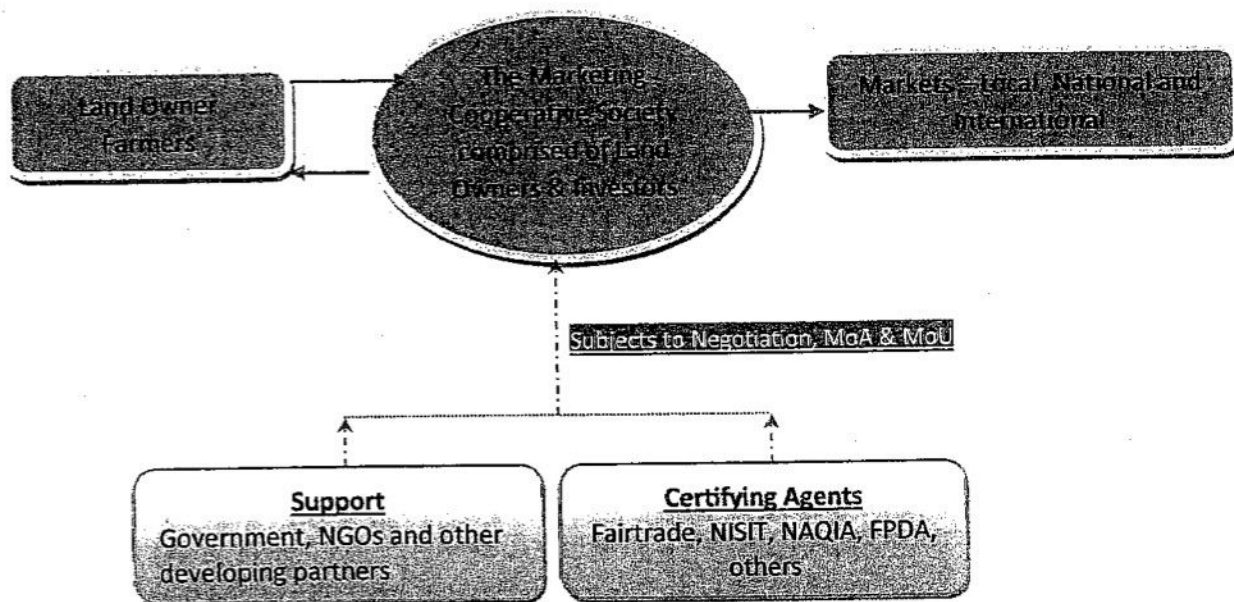 Land Owner
Farmers
The Marketing
Cooperative Society
comprised of Land
Owners & Investors
Markets – Local, National and
International
Subjects to Negotiation, MoA & MoU
Support
Government, NGOs and other
developing partners
Certifying Agents
Fairtrade, NISIT, NAQIA, FPDA,
others